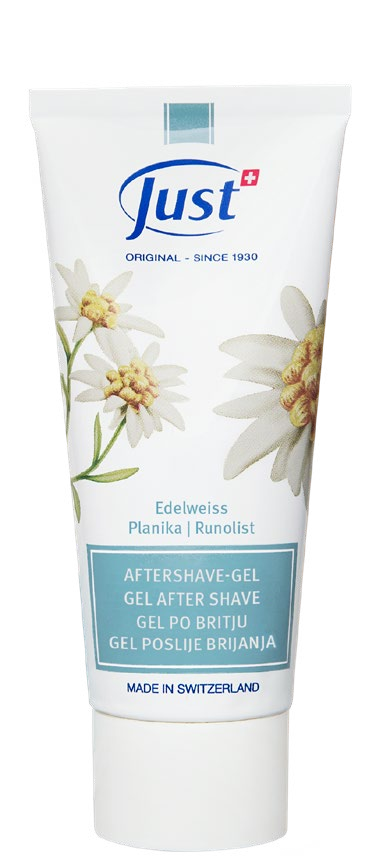 Just
ORIGINAL - SINCE 1930
Edelweiss
Planika | Runolist
AFTERSHAVE-GEL
GEL AFTER SHAVE
GEL PO BRITJU
GEL POSLIJE BRIJANJA
MADE IN SWITZERLAND